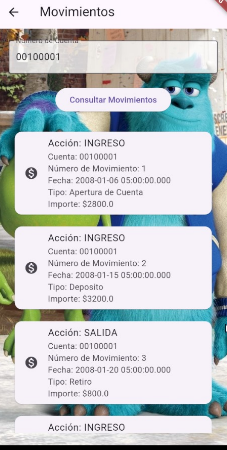 Movimientos
Número de Cuenta
00100001
Consultar Movimientos
Acción: INGRESO
Cuenta: 00100001
Número de Movimiento: 1
Fecha: 2008-01-06 05:00:00.000
Tipo: Apertura de Cuenta
Importe: $2800.0
Acción: INGRESO
Cuenta: 00100001
Número de Movimiento: 2
Fecha: 2008-01-15 05:00:00.000
Tipo: Deposito
Importe: $3200.0
Acción: SALIDA
Cuenta: 00100001
Número de Movimiento: 3
Fecha: 2008-01-20 05:00:00.000
Tipo: Retiro
Importe: $800.0
Acción: INGRESO